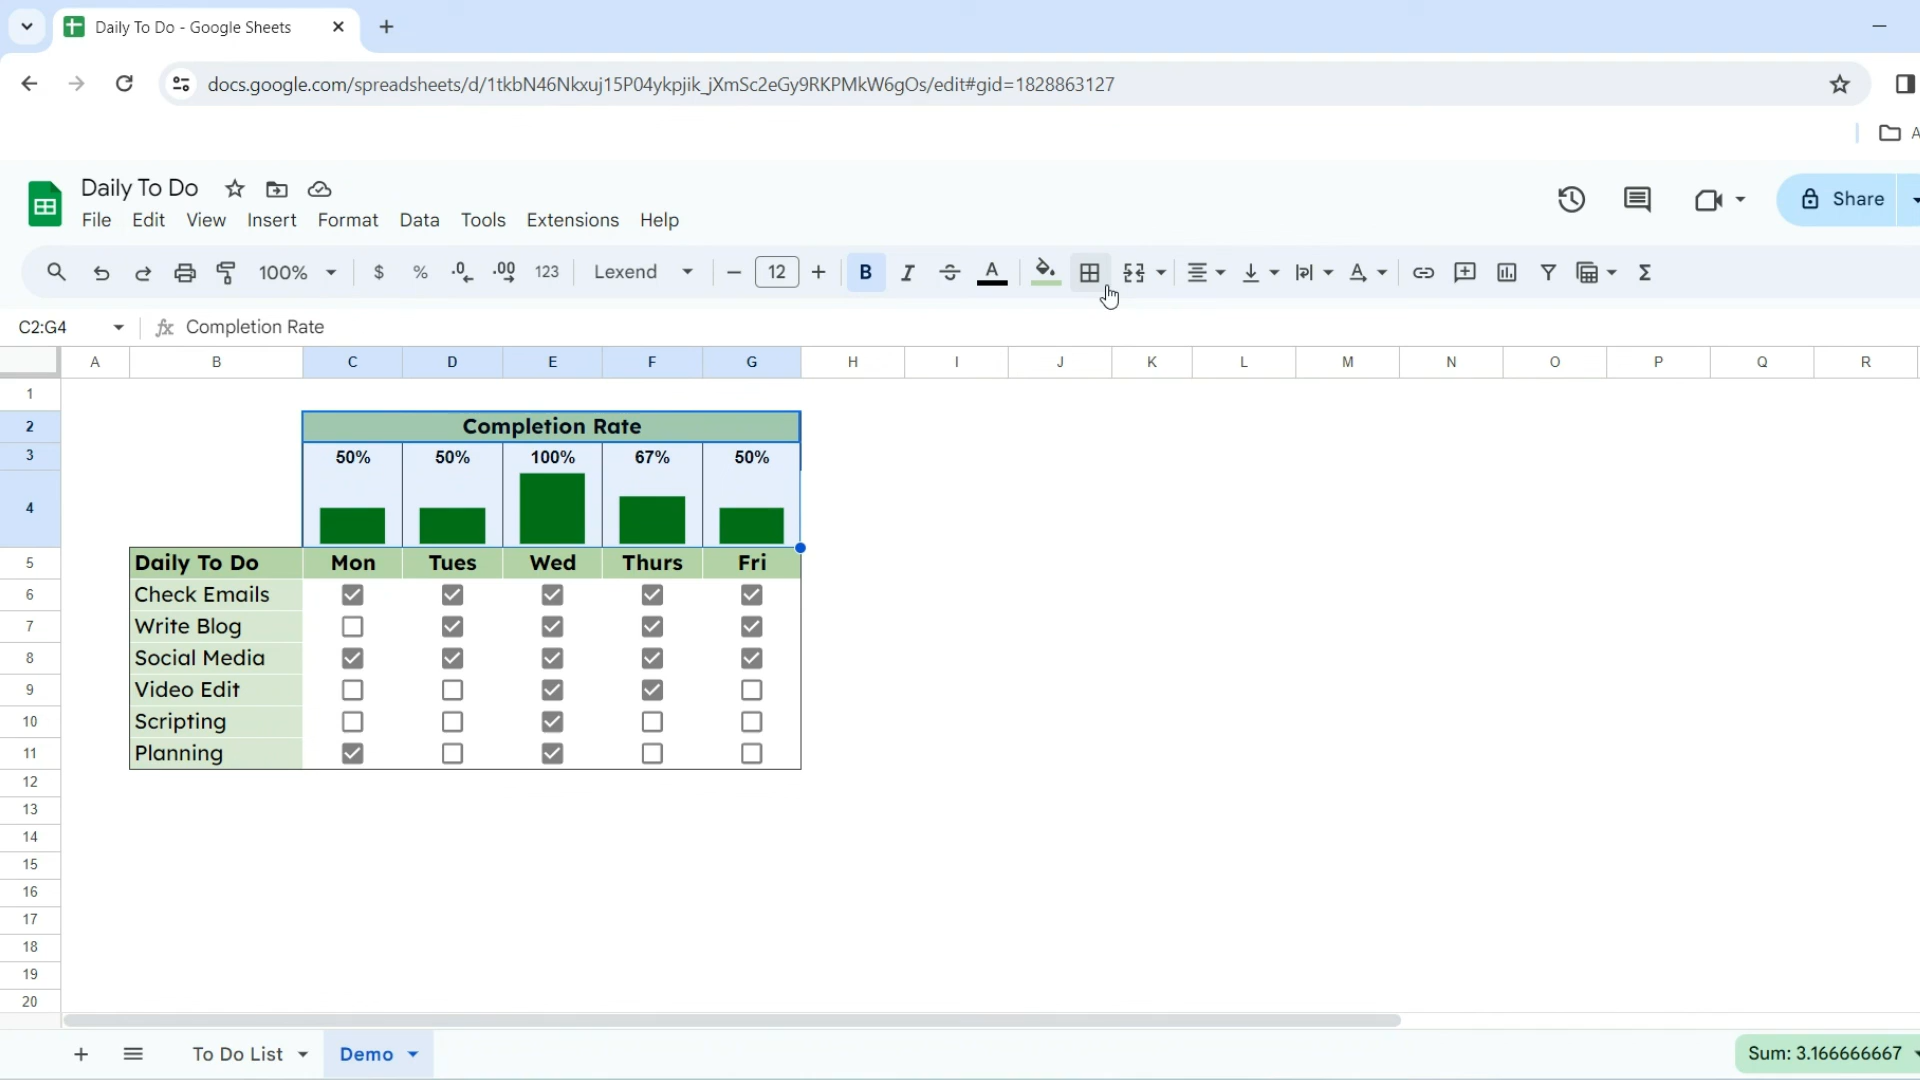 Daily To Do - Google Sheets
docs.google.com/spreadsheets/d/1tkbN46Nkxuj15P04ykpjik_jXmSc2eGy9RKPMkW6gOs/edit#gid=1828863127
A
Daily To Do
File Edit View Insert Format Data Tools Extensions Help
Share
100% $ % .0 .00 123 Lexend 12 B I S A A Σ
C2:G4 fx Completion Rate
A B C D E F G H I J K L M N O P Q R
1
2 Completion Rate
3 50% 50% 100% 67% 50%
4
5 Daily To Do Mon Tues Wed Thurs Fri
6 Check Emails
7 Write Blog
8 Social Media
9 Video Edit
10 Scripting
11 Planning
12
13
14
15
16
17
18
19
20
To Do List Demo Sum: 3.166666667